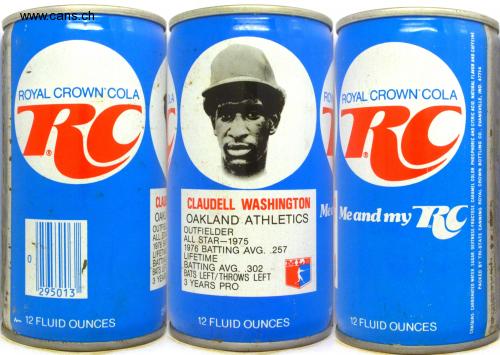 www.cans.ch
ROYAL CROWN COLA
RC
0
295013
12 FLUID OUNCES
CLAUDELL WASHINGTON
OAKLAND ATHLETICS
OUTFIELDER
ALL STAR—1975
1976 BATTING AVG. .257
LIFETIME
BATTING AVG. .302
BATS LEFT/THROWS LEFT
3 YEARS PRO
12 FLUID OUNCES
ROYAL CROWN COLA
RC
Me and my RC
12 FLUID OUNCES